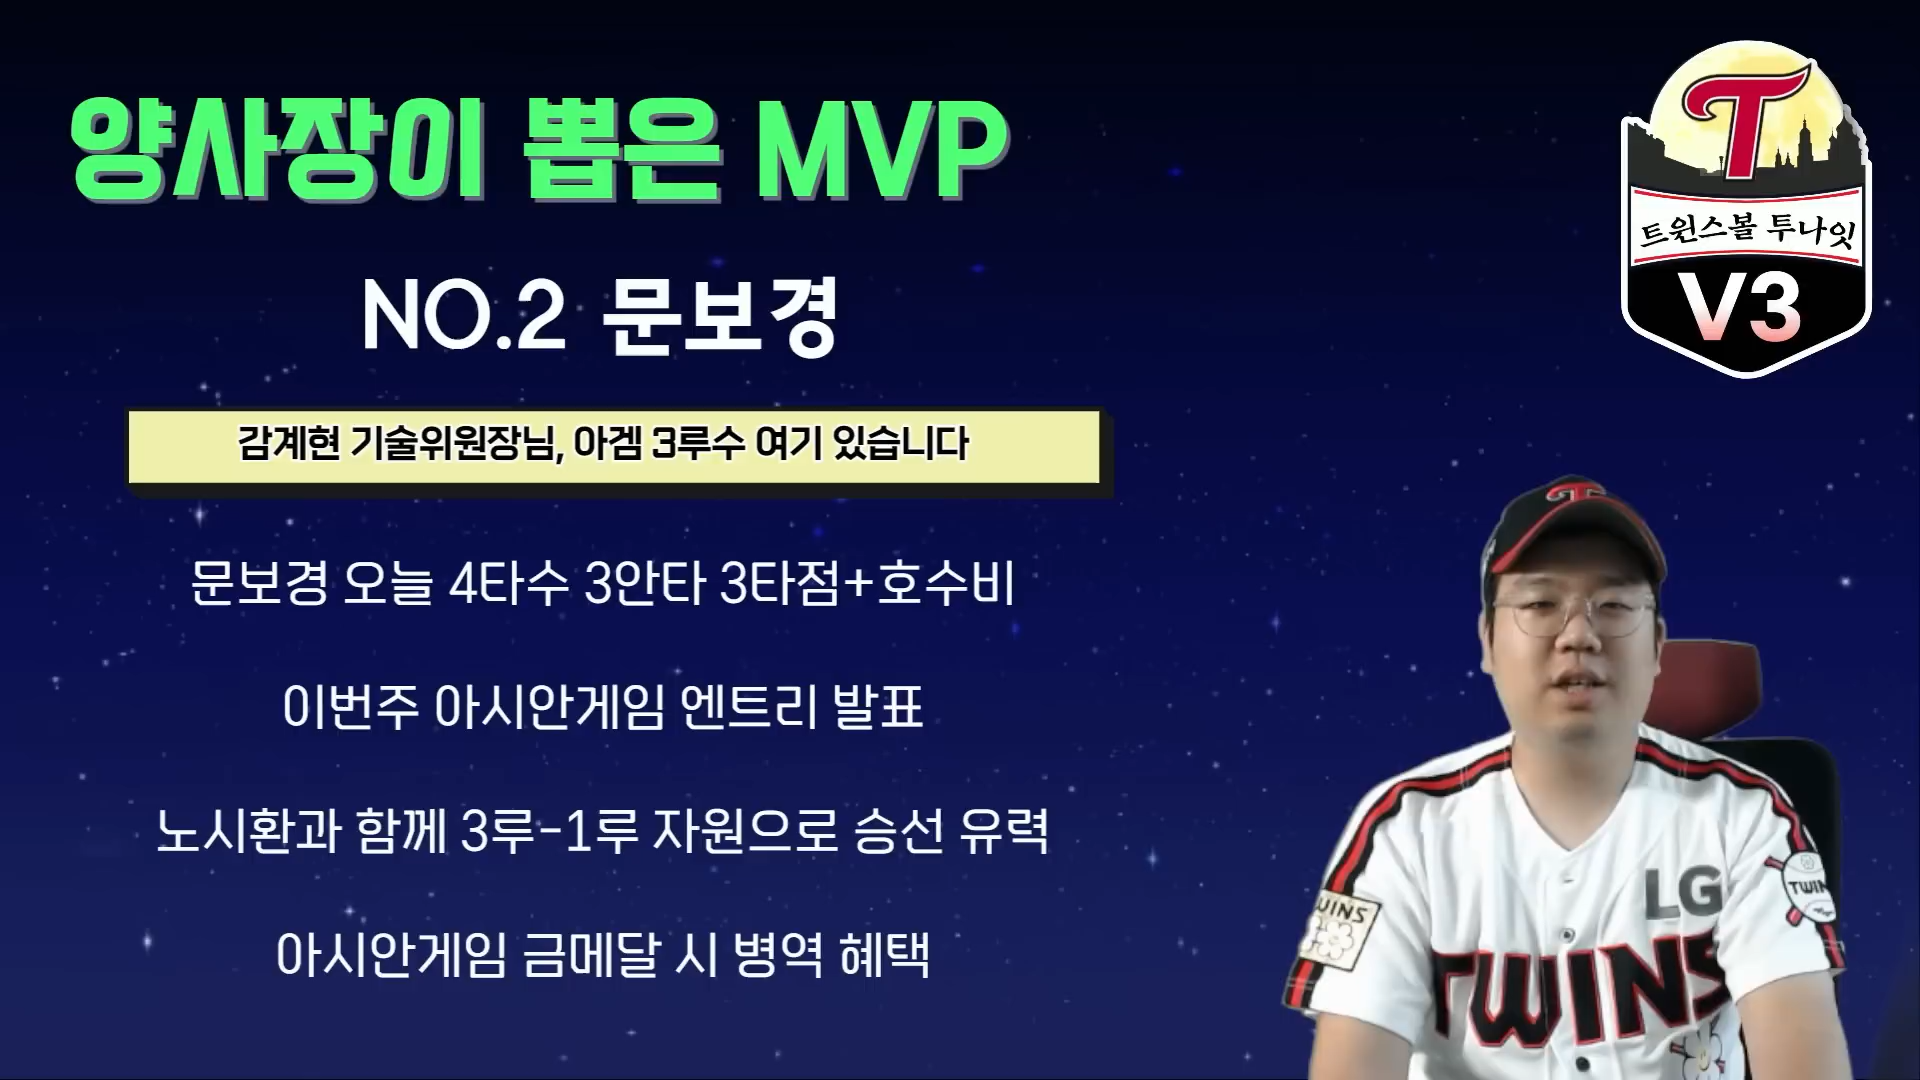 양사장이 뽑은 MVP
NO.2 문보경
감계현 기술위원장님, 아겜 3루수 여기 있습니다
문보경 오늘 4타수 3안타 3타점+호수비
이번주 아시안게임 엔트리 발표
노시환과 함께 3루-1루 자원으로 승선 유력
아시안게임 금메달 시 병역 혜택
T
트윈스볼 투나잇
V3
T
LG
TWINS